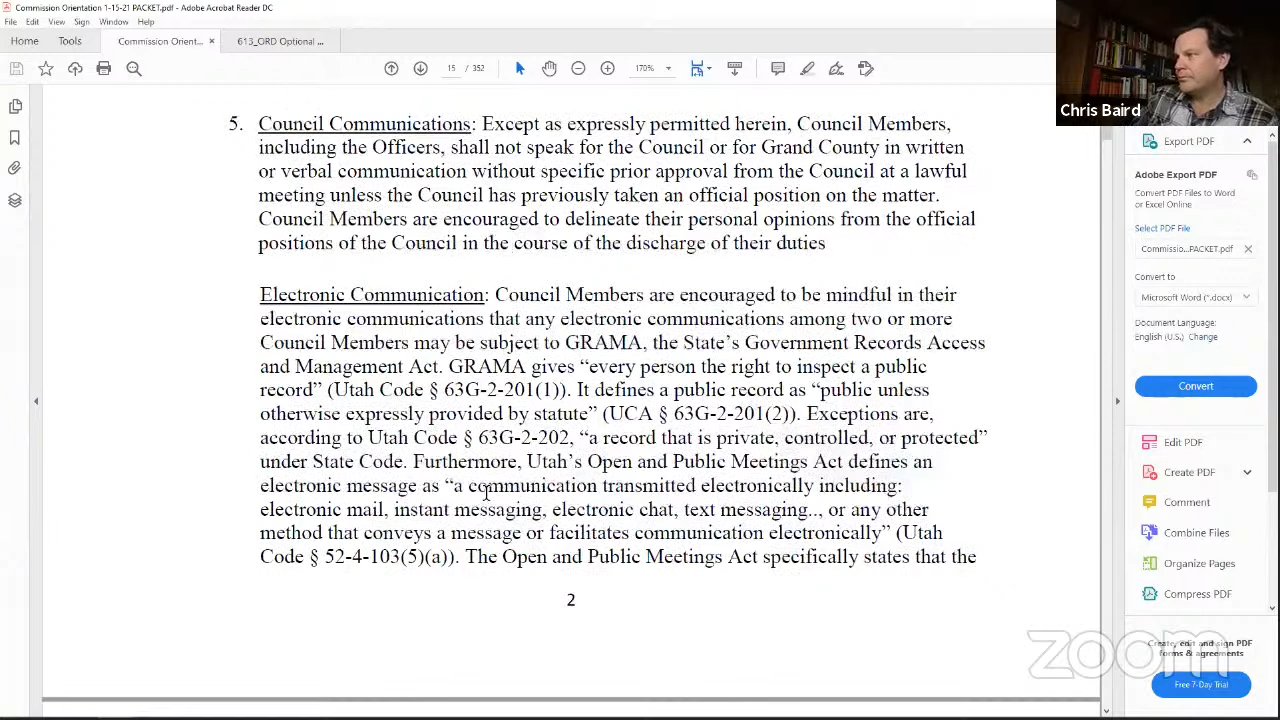 Commission Orientation 1-15-21 PACKET.pdf - Adobe Acrobat Reader DC
File Edit View Sign Window Help
Home Tools Commission Orient... × 613_ORD Optional ...
15 / 353 170%
5. Council Communications: Except as expressly permitted herein, Council Members,
including the Officers, shall not speak for the Council or for Grand County in written
or verbal communication without specific prior approval from the Council at a lawful
meeting unless the Council has previously taken an official position on the matter.
Council Members are encouraged to delineate their personal opinions from the official
positions of the Council in the course of the discharge of their duties
Electronic Communication: Council Members are encouraged to be mindful in their
electronic communications that any electronic communications among two or more
Council Members may be subject to GRAMA, the State's Government Records Access
and Management Act. GRAMA gives “every person the right to inspect a public
record” (Utah Code § 63G-2-201(1)). It defines a public record as “public unless
otherwise expressly provided by statute” (UCA § 63G-2-201(2)). Exceptions are,
according to Utah Code § 63G-2-202, “a record that is private, controlled, or protected”
under State Code. Furthermore, Utah's Open and Public Meetings Act defines an
electronic message as “a communication transmitted electronically including:
electronic mail, instant messaging, electronic chat, text messaging.., or any other
method that conveys a message or facilitates communication electronically” (Utah
Code § 52-4-103(5)(a)). The Open and Public Meetings Act specifically states that the
2
Chris Baird
Export PDF
Adobe Export PDF
Convert PDF Files to Word
or Excel Online
Select PDF File
Commissio...PACKET.pdf ×
Convert to
Microsoft Word (*.docx)
Document Language:
English (U.S.) Change
Convert
Edit PDF
Create PDF
Comment
Combine Files
Organize Pages
Compress PDF
Create, edit and sign PDF
forms & agreements
Free 7-Day Trial
zoom